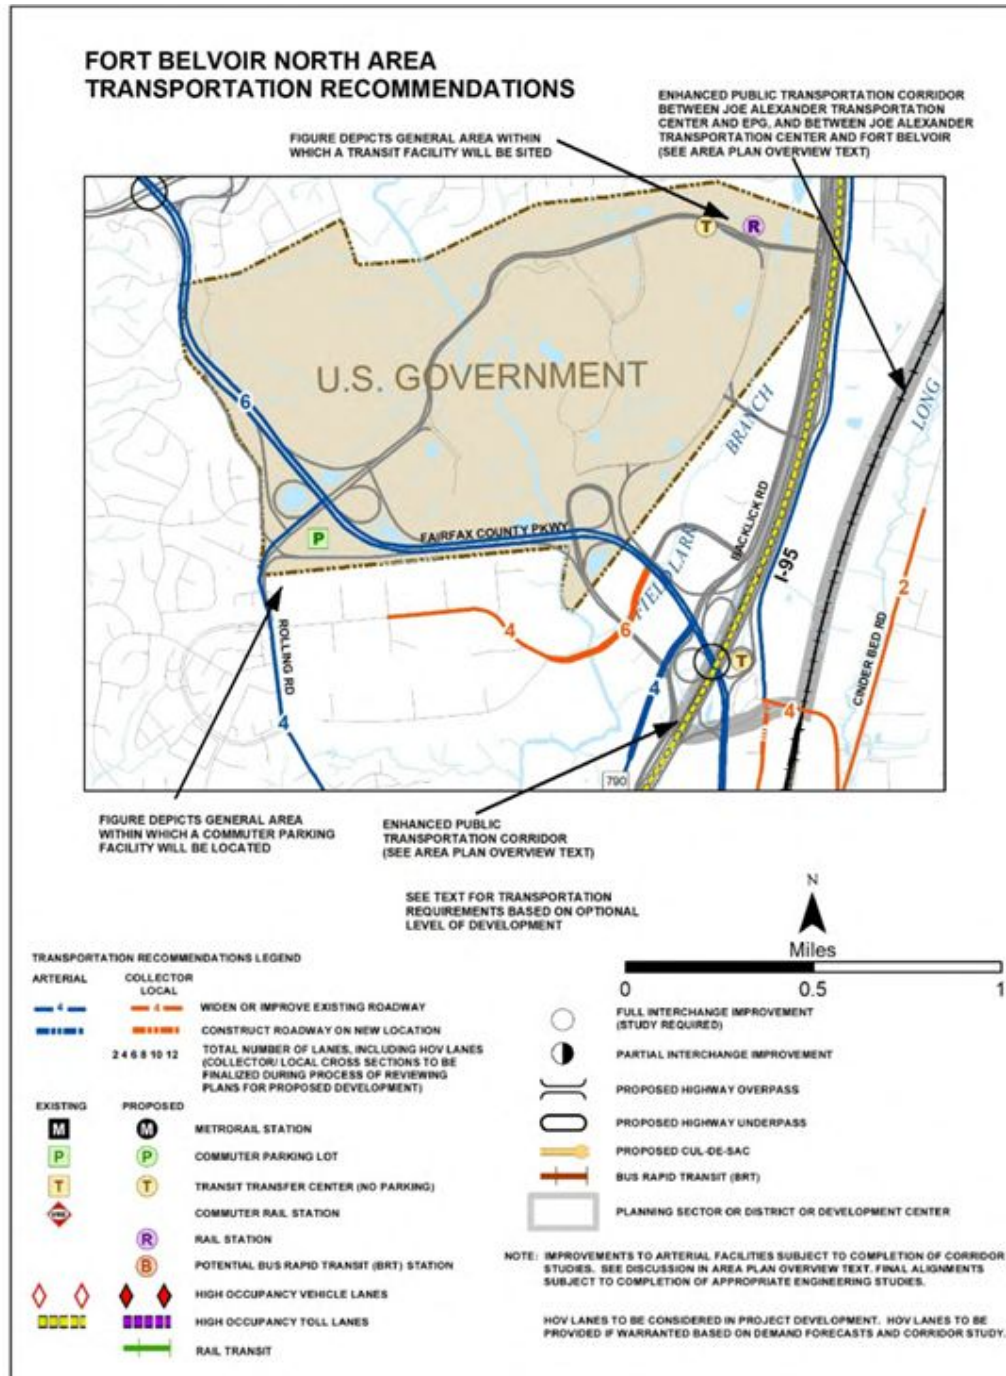 FORT BELVOIR NORTH AREA
TRANSPORTATION RECOMMENDATIONS
ENHANCED PUBLIC TRANSPORTATION CORRIDOR
BETWEEN JOE ALEXANDER TRANSPORTATION
CENTER AND EPG, AND BETWEEN JOE ALEXANDER
TRANSPORTATION CENTER AND FORT BELVOIR
(SEE AREA PLAN OVERVIEW TEXT)
FIGURE DEPICTS GENERAL AREA WITHIN
WHICH A TRANSIT FACILITY WILL BE SITED
T
R
U.S. GOVERNMENT
6
BRANCH
LONG
BACKLICK RD
P
FAIRFAX COUNTY PKWY
FIELDLARK
I-95
2
4
6
ROLLING RD
T
4
CINDER BED RD
4
4
790
FIGURE DEPICTS GENERAL AREA
WITHIN WHICH A COMMUTER PARKING
FACILITY WILL BE LOCATED
ENHANCED PUBLIC
TRANSPORTATION CORRIDOR
(SEE AREA PLAN OVERVIEW TEXT)
SEE TEXT FOR TRANSPORTATION
REQUIREMENTS BASED ON OPTIONAL
LEVEL OF DEVELOPMENT
N
Miles
0 0.5 1
TRANSPORTATION RECOMMENDATIONS LEGEND
ARTERIAL COLLECTOR
LOCAL
4 4 WIDEN OR IMPROVE EXISTING ROADWAY
CONSTRUCT ROADWAY ON NEW LOCATION
2 4 6 8 10 12 TOTAL NUMBER OF LANES, INCLUDING HOV LANES
(COLLECTOR/ LOCAL CROSS SECTIONS TO BE
FINALIZED DURING PROCESS OF REVIEWING
PLANS FOR PROPOSED DEVELOPMENT)
EXISTING PROPOSED
M M METRORAIL STATION
P P COMMUTER PARKING LOT
T T TRANSIT TRANSFER CENTER (NO PARKING)
VRE COMMUTER RAIL STATION
R RAIL STATION
B POTENTIAL BUS RAPID TRANSIT (BRT) STATION
HIGH OCCUPANCY VEHICLE LANES
HIGH OCCUPANCY TOLL LANES
RAIL TRANSIT
FULL INTERCHANGE IMPROVEMENT
(STUDY REQUIRED)
PARTIAL INTERCHANGE IMPROVEMENT
PROPOSED HIGHWAY OVERPASS
PROPOSED HIGHWAY UNDERPASS
PROPOSED CUL-DE-SAC
BUS RAPID TRANSIT (BRT)
PLANNING SECTOR OR DISTRICT OR DEVELOPMENT CENTER
NOTE: IMPROVEMENTS TO ARTERIAL FACILITIES SUBJECT TO COMPLETION OF CORRIDOR
STUDIES. SEE DISCUSSION IN AREA PLAN OVERVIEW TEXT. FINAL ALIGNMENTS
SUBJECT TO COMPLETION OF APPROPRIATE ENGINEERING STUDIES.
HOV LANES TO BE CONSIDERED IN PROJECT DEVELOPMENT. HOV LANES TO BE
PROVIDED IF WARRANTED BASED ON DEMAND FORECASTS AND CORRIDOR STUDY.